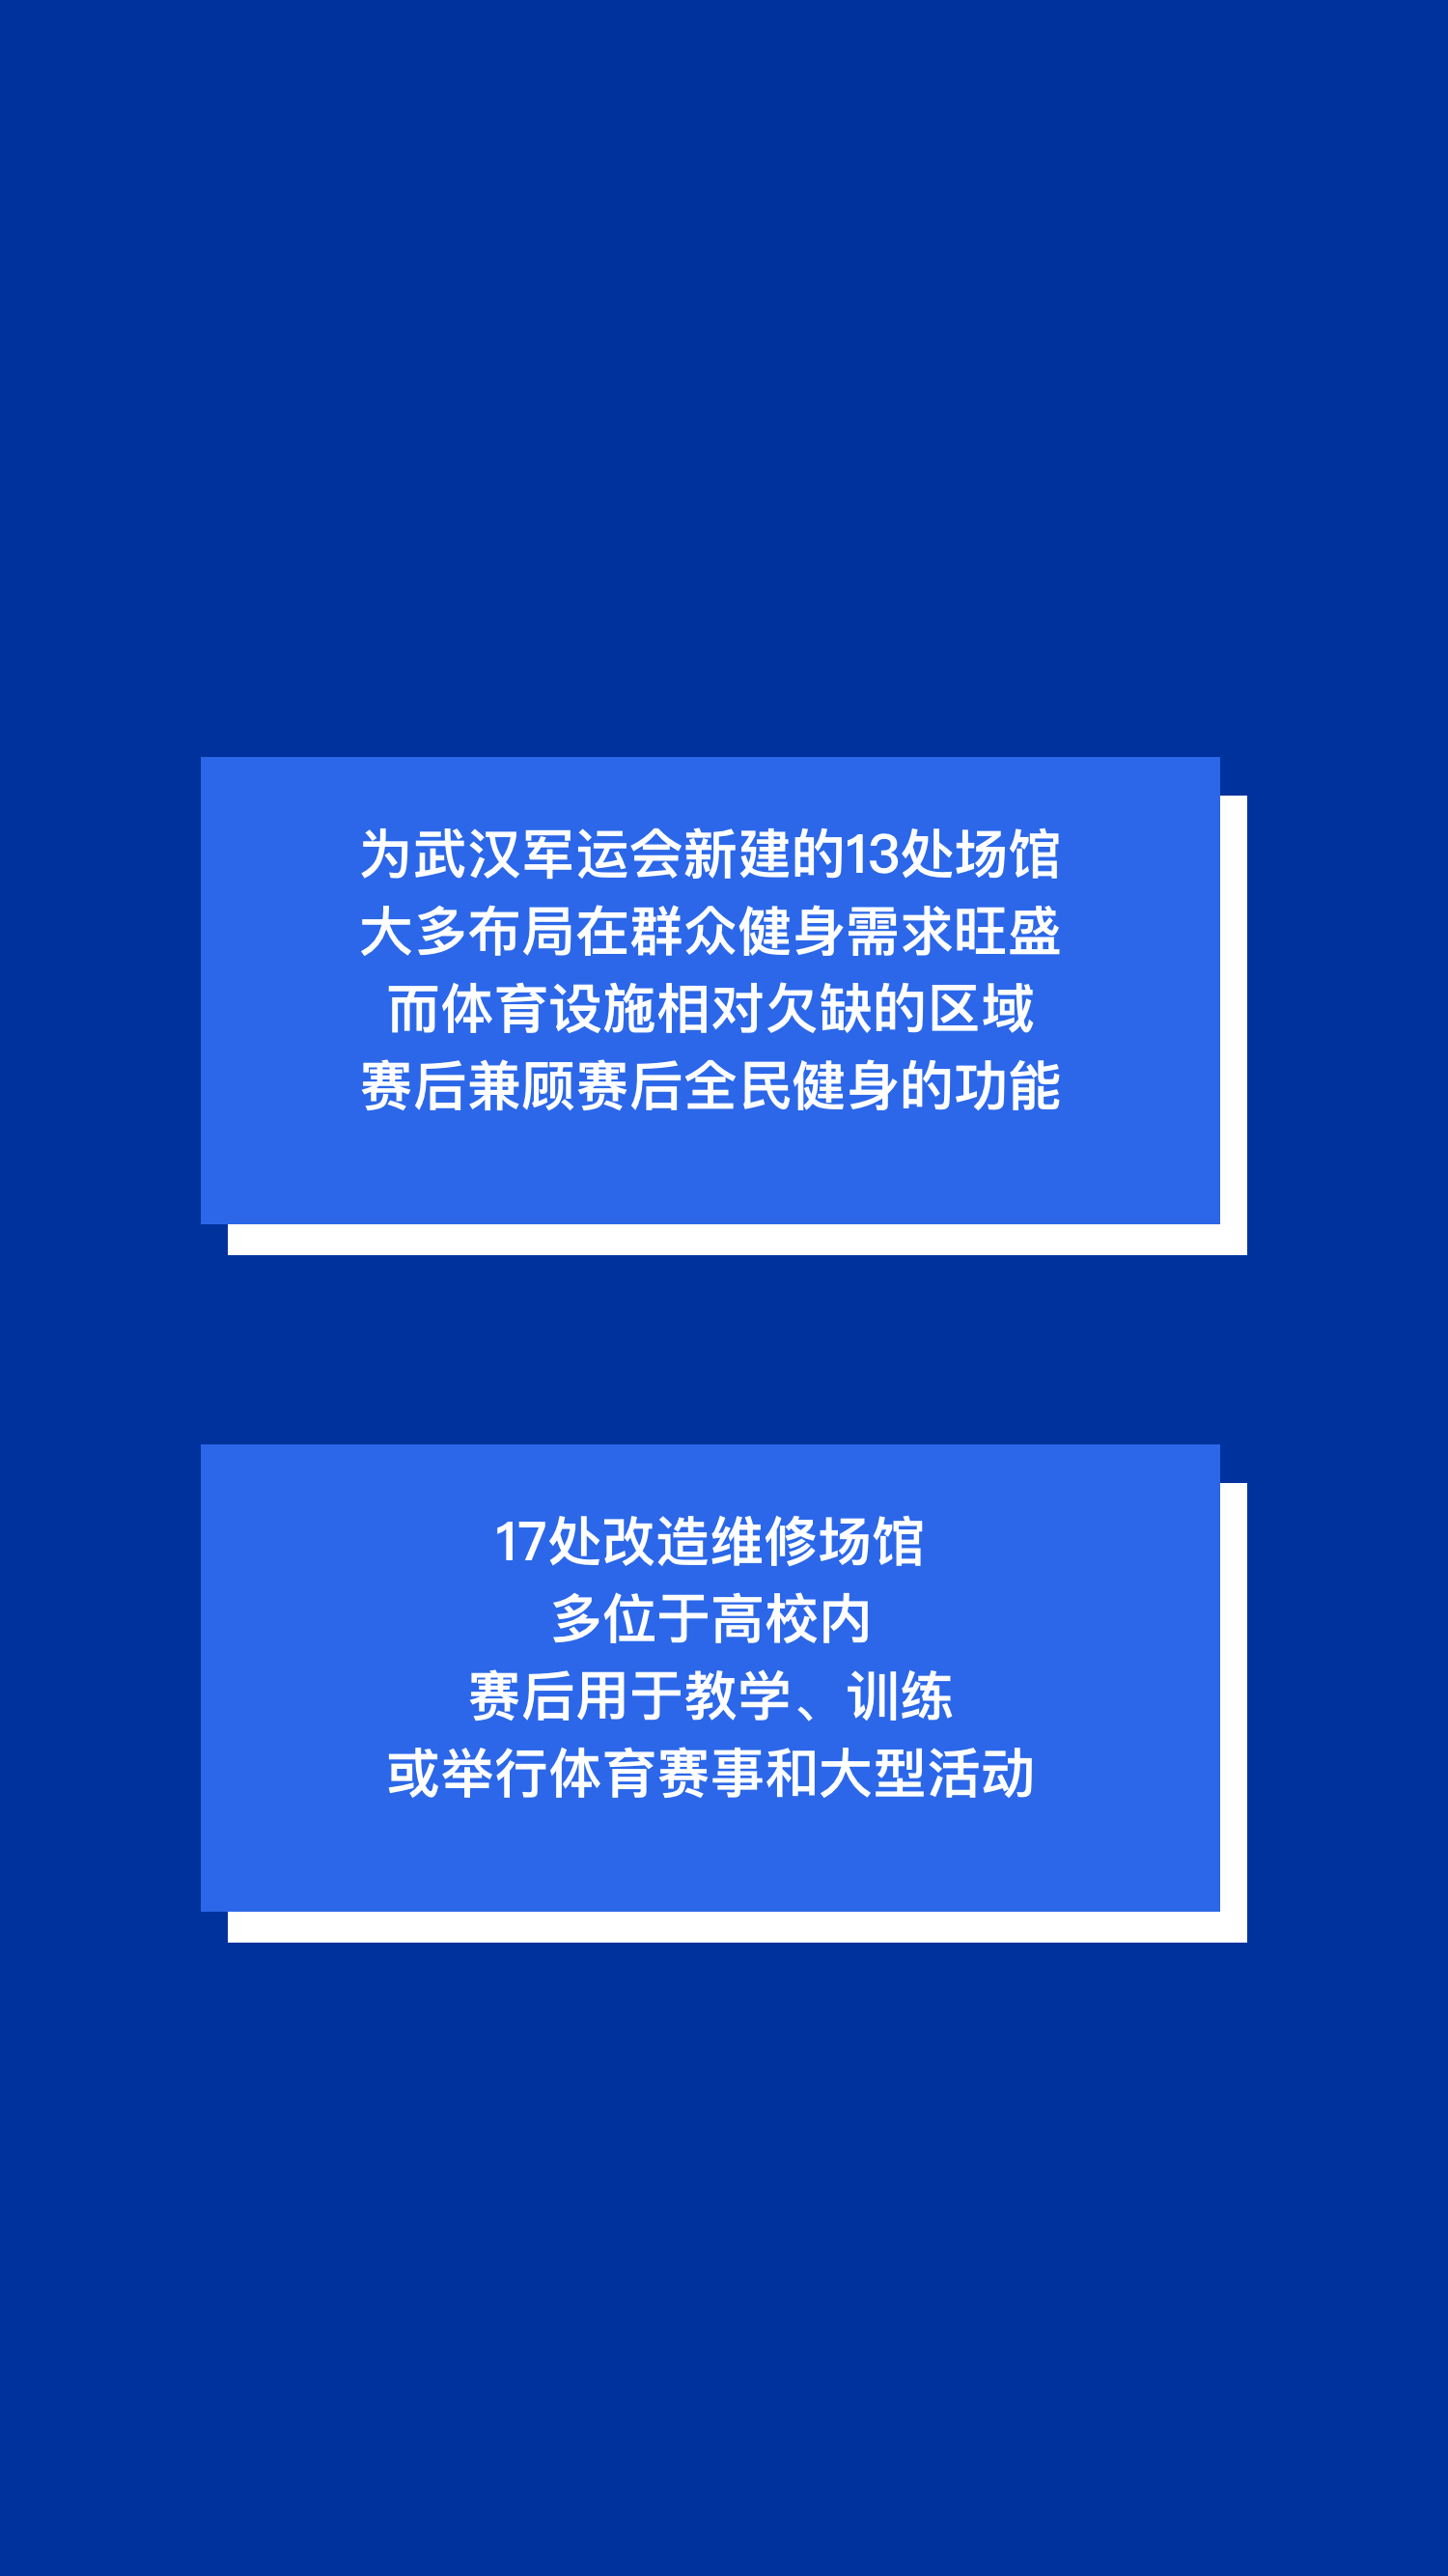 为武汉军运会新建的13处场馆
大多布局在群众健身需求旺盛
而体育设施相对欠缺的区域
赛后兼顾赛后全民健身的功能
17处改造维修场馆
多位于高校内
赛后用于教学、训练
或举行体育赛事和大型活动